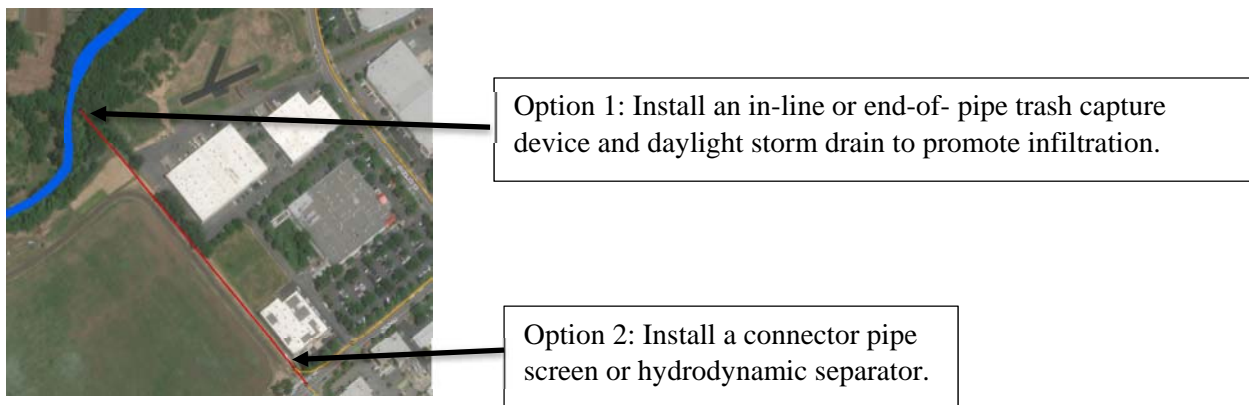 Option 1: Install an in-line or end-of- pipe trash capture
device and daylight storm drain to promote infiltration.
Option 2: Install a connector pipe
screen or hydrodynamic separator.